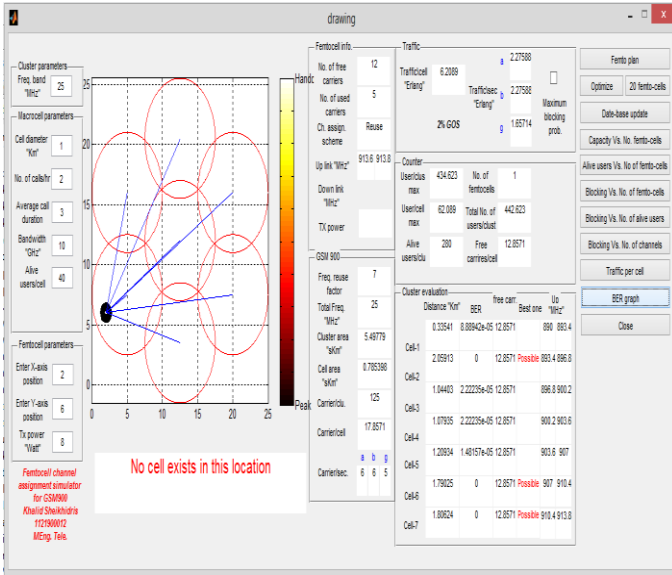 drawing
Cluster parameters
Freq. band "MHz" 25
Macrocell parameters
Cell diameter "Km" 1
No. of calls/hr 2
Average call duration 3
Bandwidth "GHz" 10
Alive users/cell 40
Femtocell parameters
Enter X-axis position 2
Enter Y-axis position 6
Tx power "Watt" 8
Femtocell channel
assignment simulator
for GSM900
Khalid Sheikhidris
1121900012
MEng. Tele.
25
20
15
10
5
0
0 5 10 15 20 25
Handc
Peak
No cell exists in this location
Femtocell info.
No. of free carriers 12
No. of used carriers 5
Ch. assign. scheme Reuse
Up link "MHz" 913.6 913.8
Down link "MHz"
TX power
GSM 900
Freq. reuse factor 7
Total Freq. "MHz" 25
Cluster area "sKm" 5.49779
Cell area "sKm" 0.785398
Carrier/clu. 125
Carrier/cell 17.8571
a b g
Carrier/sec. 6 6 5
Traffic
Traffic/cell "Erlang" 6.2089
Traffic/sec "Erlang"
a 2.27588
b 2.27588
g 1.65714
2% GOS
Maximum blocking prob.
Counter
User/clus max 434.623 No. of femtocells 1
User/cell max 62.089 Total No. of users/clust 442.623
Alive users/clu 280 Free carrires/cell 12.8571
Cluster evaluation
Distance "Km" BER free carr. Best one Up "MHz"
0.33541 8.88942e-05 12.8571 890 893.4
Cell-1
2.05913 0 12.8571 Possible 893.4 896.8
Cell-2
1.04403 2.22235e-05 12.8571 896.8 900.2
Cell-3
1.07935 2.22235e-05 12.8571 900.2 903.6
Cell-4
1.20934 1.48157e-05 12.8571 903.6 907
Cell-5
1.79025 0 12.8571 Possible 907 910.4
Cell-6
1.80624 0 12.8571 Possible 910.4 913.8
Cell-7
Femto plan
Optimize 20 femto-cells
Date-base update
Capacity Vs. No. of femto-cells
Alive users Vs. No of femto-cells
Blocking Vs. No. of femto-cells
Blocking Vs. No. of alive users
Blocking Vs. No. of channels
Traffic per cell
BER graph
Close